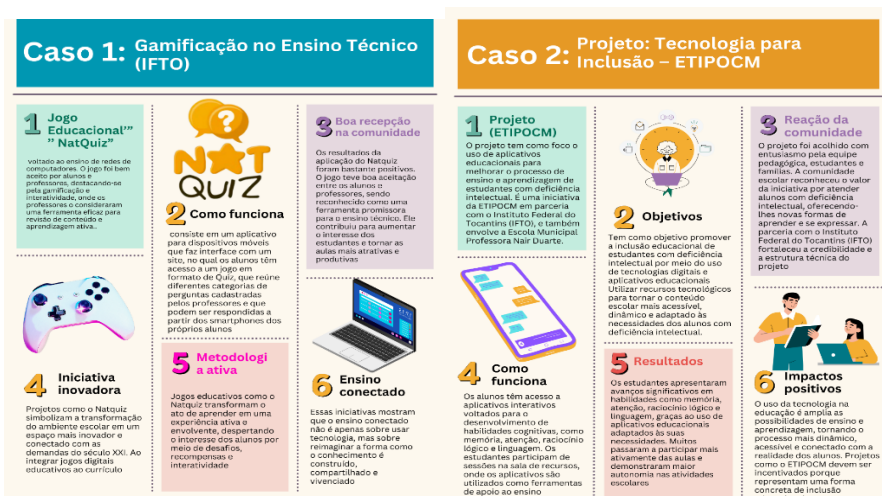 Caso 1: Gamificação no Ensino Técnico
(IFTO)
1 Jogo
Educacional””
” NatQuiz”
voltado ao ensino de redes de
computadores. O jogo foi bem
aceito por alunos e
professores, destacando-se
pela gamificação e
interatividade, onde os
professores o consideraram
uma ferramenta eficaz para
revisão de conteúdo e
aprendizagem ativa..
NAT
QUIZ
2 Como funciona
consiste em um aplicativo
para dispositivos móveis
que faz interface com um
site, no qual os alunos têm
acesso a um jogo em
formato de Quiz, que reúne
diferentes categorias de
perguntas cadastradas
pelos professores e que
podem ser respondidas a
partir dos smartphones dos
próprios alunos
3 Boa recepção
na comunidade
Os resultados da
aplicação do Natquiz
foram bastante positivos.
O jogo teve boa aceitação
entre os alunos e
professores, sendo
reconhecido como uma
ferramenta promissora
para o ensino técnico. Ele
contribuiu para aumentar
o interesse dos
estudantes e tornar as
aulas mais atrativas e
produtivas
4 Iniciativa
inovadora
Projetos como o Natquiz
simbolizam a transformação
do ambiente escolar em um
espaço mais inovador e
conectado com as
demandas do século XXI. Ao
integrar jogos digitais
educativos ao currículo
5 Metodologi
a ativa
Jogos educativos como o
Natquiz transformam o
ato de aprender em uma
experiência ativa e
envolvente, despertando
o interesse dos alunos por
meio de desafios,
recompensas e
interatividade
6 Ensino
conectado
Essas iniciativas mostram
que o ensino conectado
não é apenas sobre usar
tecnologia, mas sobre
reimaginar a forma como
o conhecimento é
construído,
compartilhado e
vivenciado
Caso 2: Projeto: Tecnologia para
Inclusão – ETIPOCM
1 Projeto
(ETIPOCM)
O projeto tem como foco o
uso de aplicativos
educacionais para
melhorar o processo de
ensino e aprendizagem de
estudantes com deficiência
intelectual. É uma iniciativa
da ETIPOCM em parceria
com o Instituto Federal do
Tocantins (IFTO), e também
envolve a Escola Municipal
Professora Nair Duarte.
2 Objetivos
Tem como objetivo promover
a inclusão educacional de
estudantes com deficiência
intelectual por meio do uso
de tecnologias digitais e
aplicativos educacionais
Utilizar recursos tecnológicos
para tornar o conteúdo
escolar mais acessível,
dinâmico e adaptado às
necessidades dos alunos com
deficiência intelectual.
3 Reação da
comunidade
O projeto foi acolhido com
entusiasmo pela equipe
pedagógica, estudantes e
famílias. A comunidade
escolar reconheceu o valor
da iniciativa por atender
alunos com deficiência
intelectual, oferecendo-
lhes novas formas de
aprender e se expressar. A
parceria com o Instituto
Federal do Tocantins (IFTO)
fortaleceu a credibilidade e
a estrutura técnica do
projeto
4 Como
funciona
Os alunos têm acesso a
aplicativos interativos
voltados para o
desenvolvimento de
habilidades cognitivas, como
memória, atenção, raciocínio
lógico e linguagem. Os
estudantes participam de
sessões na sala de recursos,
onde os aplicativos são
utilizados como ferramentas
de apoio ao ensino
5 Resultados
Os estudantes apresentaram
avanços significativos em
habilidades como memória,
atenção, raciocínio lógico e
linguagem, graças ao uso de
aplicativos educacionais
adaptados às suas
necessidades. Muitos
passaram a participar mais
ativamente das aulas e
demonstraram maior
autonomia nas atividades
escolares
6 Impactos
positivos
O uso da tecnologia na
educação é amplia as
possibilidades de ensino e
aprendizagem, tornando o
processo mais dinâmico,
acessível e conectado com a
realidade dos alunos. Projetos
como o ETIPOCM devem ser
incentivados porque
representam uma forma
concreta de inclusão